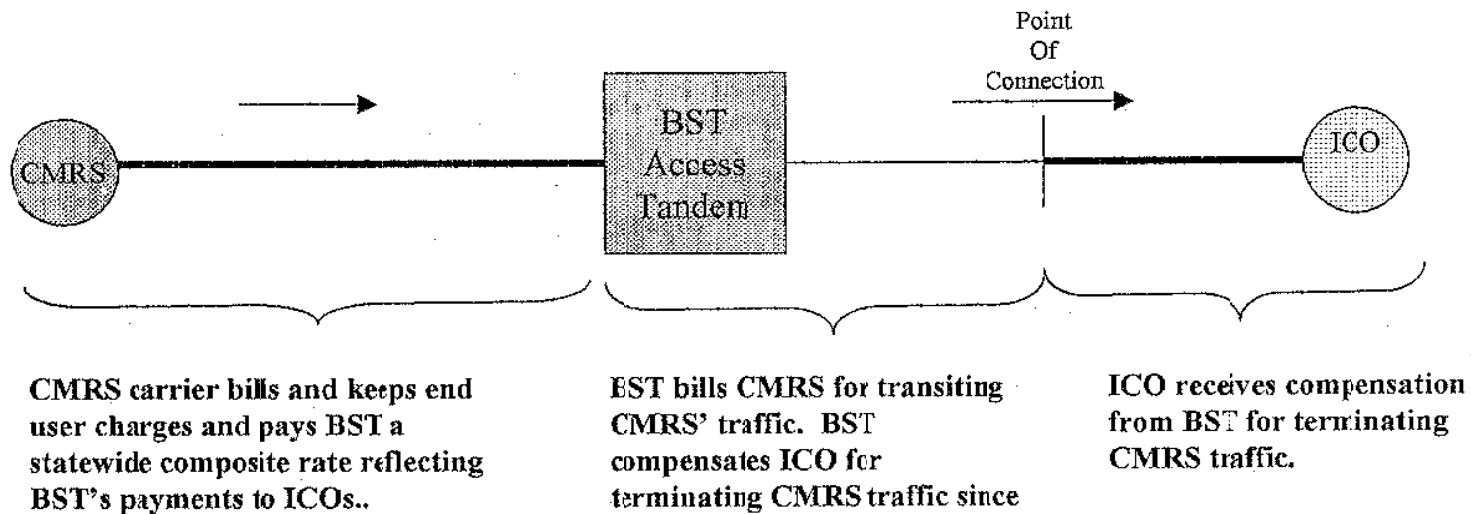 Point
Of
Connection
CMRS
BST
Access
Tandem
ICO
CMRS carrier bills and keeps end
user charges and pays BST a
statewide composite rate reflecting
BST's payments to ICOs..
BST bills CMRS for transiting
CMRS' traffic. BST
compensates ICO for
terminating CMRS traffic since
ICO receives compensation
from BST for terminating
CMRS traffic.